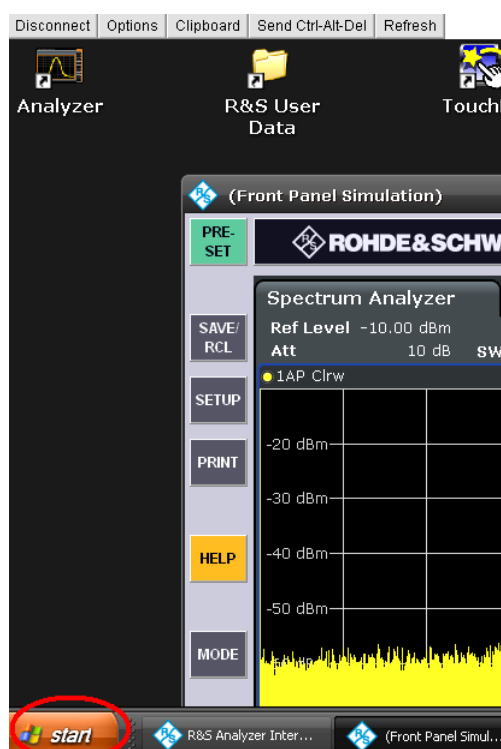 Disconnect Options Clipboard Send Ctrl-Alt-Del Refresh
Analyzer
R&S User
Data
Touch
(Front Panel Simulation)
PRE-
SET
ROHDE&SCHW
Spectrum Analyzer
Ref Level -10.00 dBm
Att 10 dB SW
1AP Clrw
SAVE/
RCL
SETUP
-20 dBm
PRINT
-30 dBm
HELP
-40 dBm
-50 dBm
MODE
start
R&S Analyzer Inter...
(Front Panel Simul...